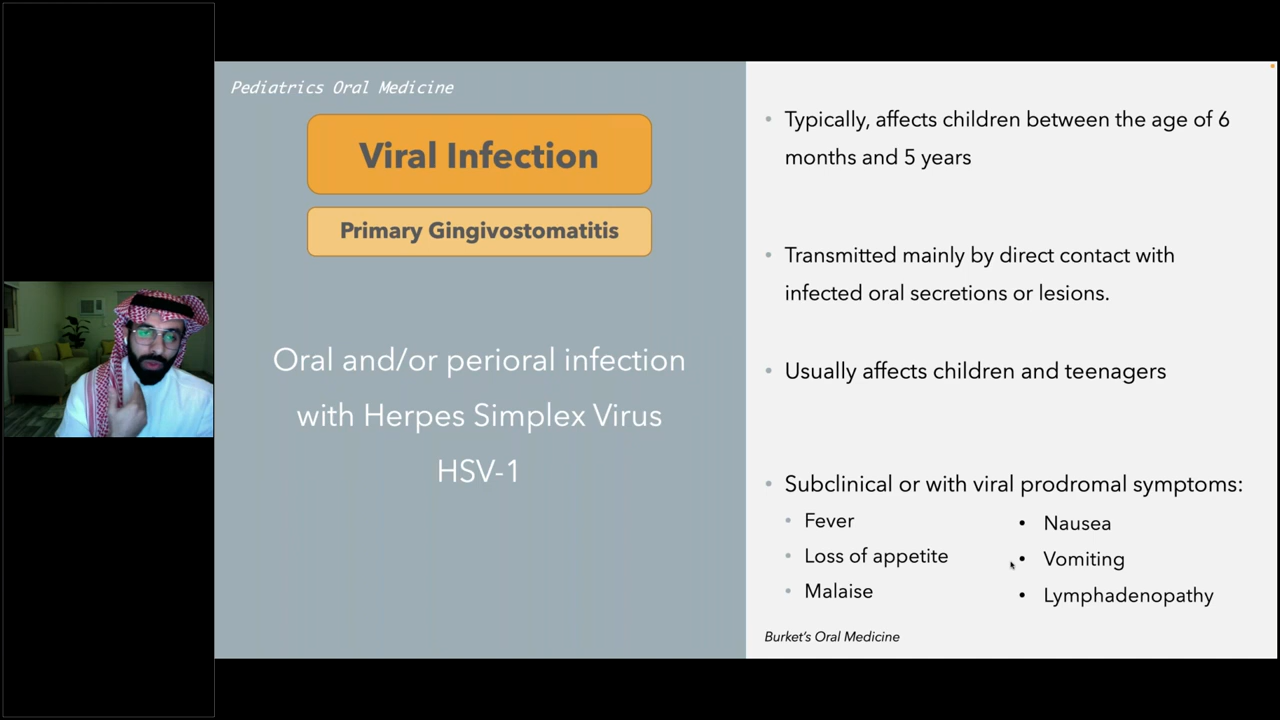 Pediatrics Oral Medicine
Viral Infection
Primary Gingivostomatitis
Oral and/or perioral infection
with Herpes Simplex Virus
HSV-1
• Typically, affects children between the age of 6
months and 5 years
• Transmitted mainly by direct contact with
infected oral secretions or lesions.
• Usually affects children and teenagers
• Subclinical or with viral prodromal symptoms:
• Fever
• Loss of appetite
• Malaise
• Nausea
• Vomiting
• Lymphadenopathy
Burket's Oral Medicine